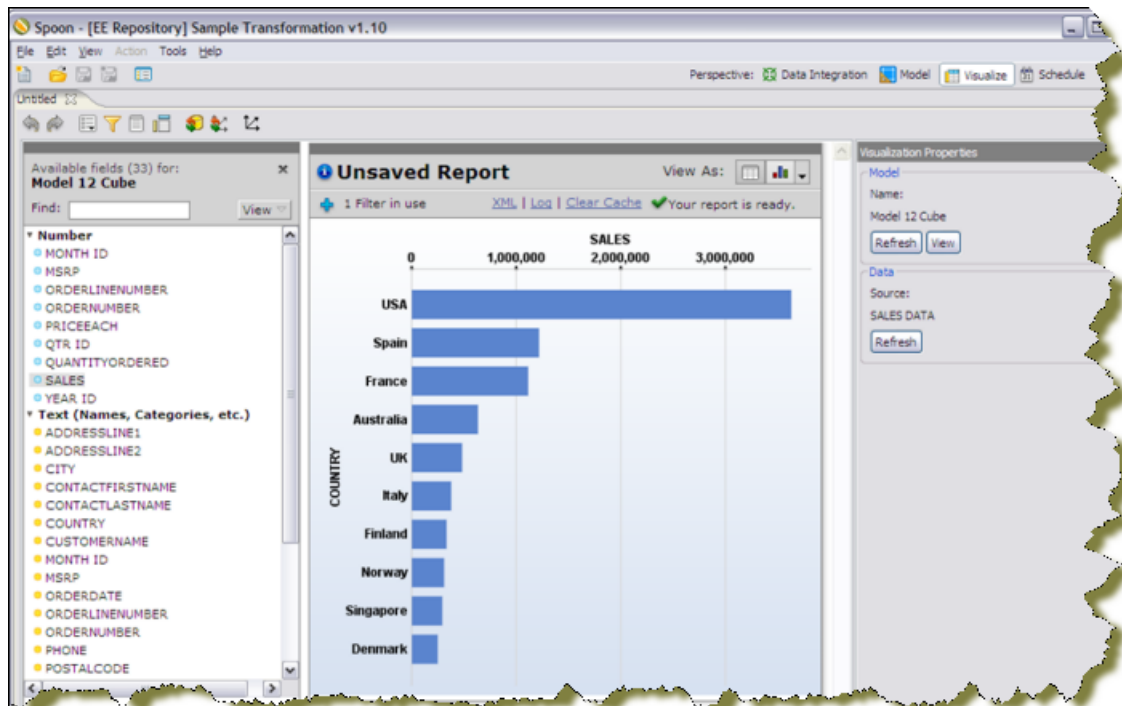 Spoon - [EE Repository] Sample Transformation v1.10
File Edit View Action Tools Help
Perspective: Data Integration Model Visualize Schedule
Untitled
Available fields (33) for:
Model 12 Cube
Find: View
Number
MONTH ID
MSRP
ORDERLINENUMBER
ORDERNUMBER
PRICEEACH
QTR ID
QUANTITYORDERED
SALES
YEAR ID
Text (Names, Categories, etc.)
ADDRESSLINE1
ADDRESSLINE2
CITY
CONTACTFIRSTNAME
CONTACTLASTNAME
COUNTRY
CUSTOMERNAME
MONTH ID
MSRP
ORDERDATE
ORDERLINENUMBER
ORDERNUMBER
PHONE
POSTALCODE
Unsaved Report View As:
1 Filter in use XML | Log | Clear Cache Your report is ready.
SALES
0 1,000,000 2,000,000 3,000,000
COUNTRY
USA
Spain
France
Australia
UK
Italy
Finland
Norway
Singapore
Denmark
Visualization Properties
Model
Name:
Model 12 Cube
Refresh View
Data
Source:
SALES DATA
Refresh